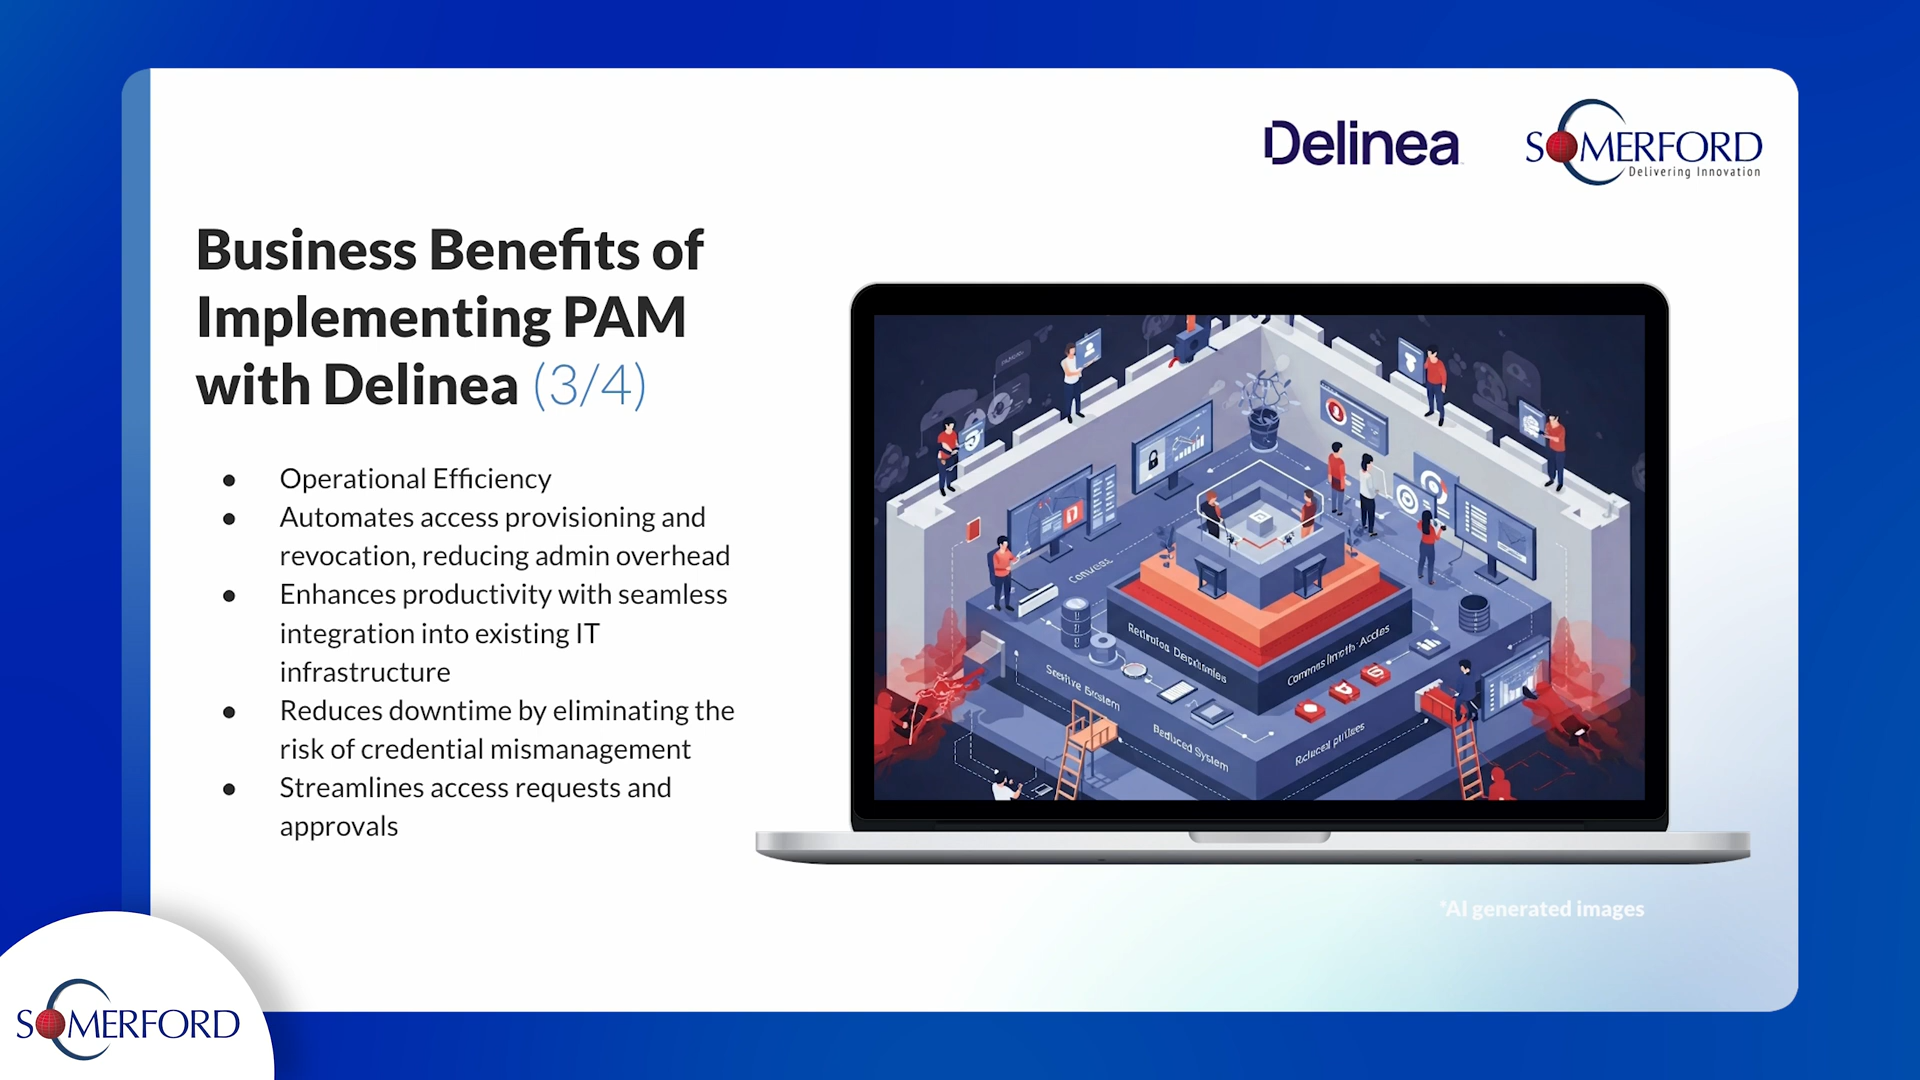 Delinea
SOMERFORD
Delivering Innovation
Business Benefits of
Implementing PAM
with Delinea (3/4)
● Operational Efficiency
● Automates access provisioning and
revocation, reducing admin overhead
● Enhances productivity with seamless
integration into existing IT
infrastructure
● Reduces downtime by eliminating the
risk of credential mismanagement
● Streamlines access requests and
approvals
Beduced System
*AI generated images
SOMERFORD